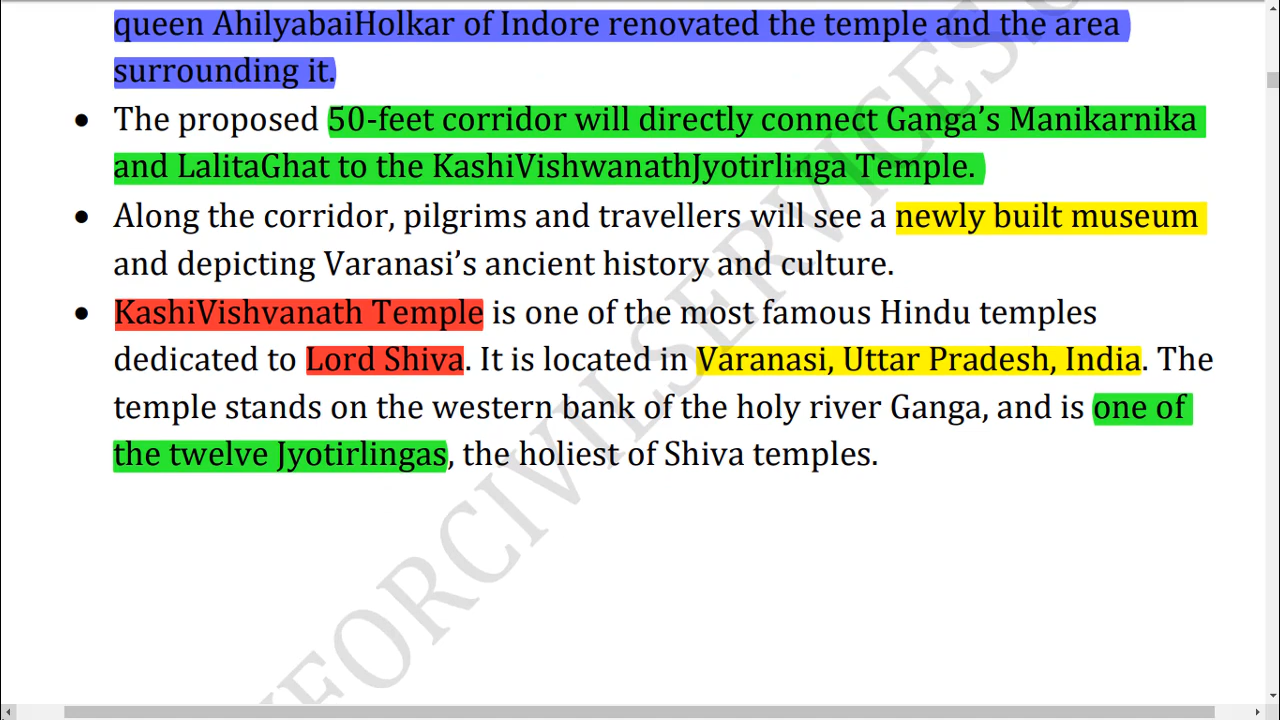 queen AhilyabaiHolkar of Indore renovated the temple and the area
surrounding it.
• The proposed 50-feet corridor will directly connect Ganga’s Manikarnika
and LalitaGhat to the KashiVishwanathJyotirlinga Temple.
• Along the corridor, pilgrims and travellers will see a newly built museum
and depicting Varanasi’s ancient history and culture.
• KashiVishvanath Temple is one of the most famous Hindu temples
dedicated to Lord Shiva. It is located in Varanasi, Uttar Pradesh, India. The
temple stands on the western bank of the holy river Ganga, and is one of
the twelve Jyotirlingas, the holiest of Shiva temples.
FORCIVILSERVICES